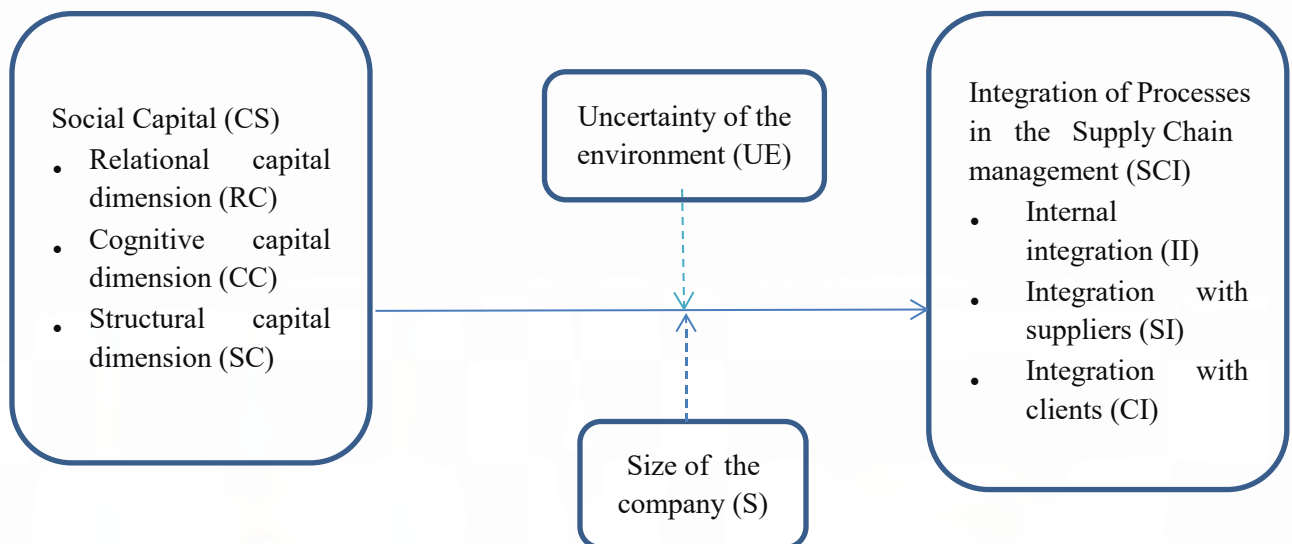 Social Capital (CS)
• Relational capital
dimension (RC)
• Cognitive capital
dimension (CC)
• Structural capital
dimension (SC)
Uncertainty of the
environment (UE)
Size of the
company (S)
Integration of Processes
in the Supply Chain
management (SCI)
• Internal
integration (II)
• Integration with
suppliers (SI)
• Integration with
clients (CI)